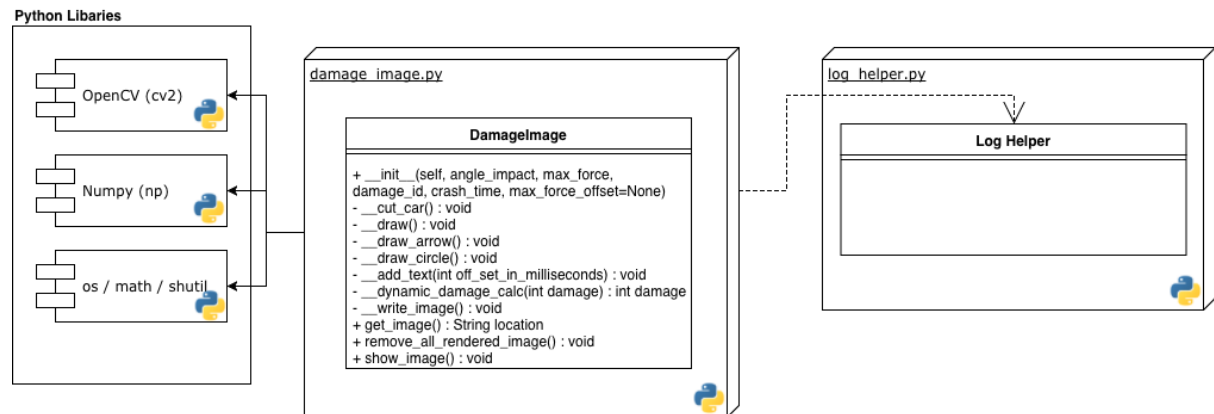 Python Libaries
OpenCV (cv2)
Numpy (np)
os / math / shutil
damage_image.py
DamageImage
+ __init__(self, angle_impact, max_force,
damage_id, crash_time, max_force_offset=None)
- __cut_car() : void
- __draw() : void
- __draw_arrow() : void
- __draw_circle() : void
- __add_text(int off_set_in_milliseconds) : void
- __dynamic_damage_calc(int damage) : int damage
- __write_image() : void
+ get_image() : String location
+ remove_all_rendered_image() : void
+ show_image() : void
log_helper.py
Log Helper